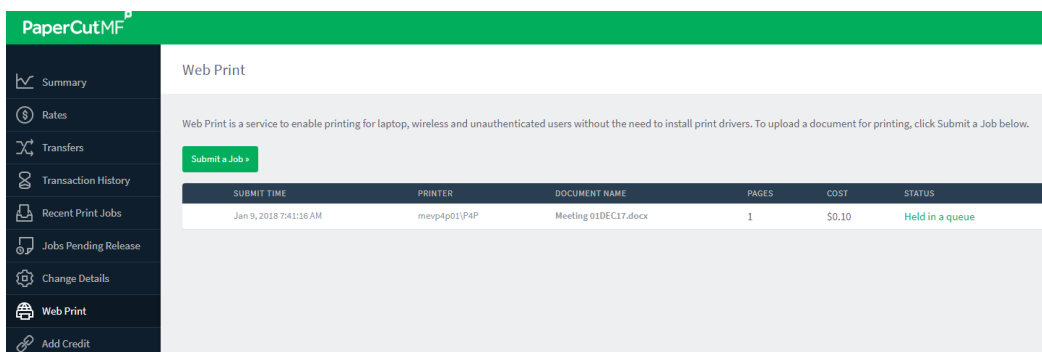 PaperCutMF
Summary
Rates
Transfers
Transaction History
Recent Print Jobs
Jobs Pending Release
Change Details
Web Print
Add Credit
Web Print
Web Print is a service to enable printing for laptop, wireless and unauthenticated users without the need to install print drivers. To upload a document for printing, click Submit a Job below.
Submit a Job »
SUBMIT TIME PRINTER DOCUMENT NAME PAGES COST STATUS
Jan 9, 2018 7:41:16 AM mevp4p01\P4P Meeting 01DEC17.docx 1 $0.10 Held in a queue